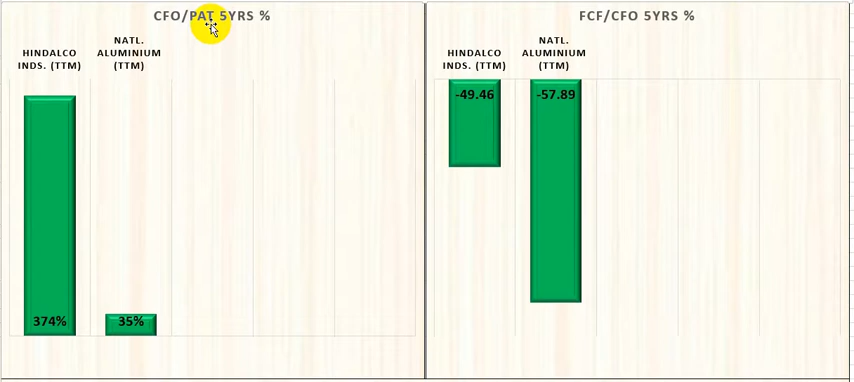 CFO/PAT 5YRS %
HINDALCO
INDS. (TTM)
NATL.
ALUMINIUM
(TTM)
374%
35%
FCF/CFO 5YRS %
HINDALCO
INDS. (TTM)
NATL.
ALUMINIUM
(TTM)
-49.46
-57.89